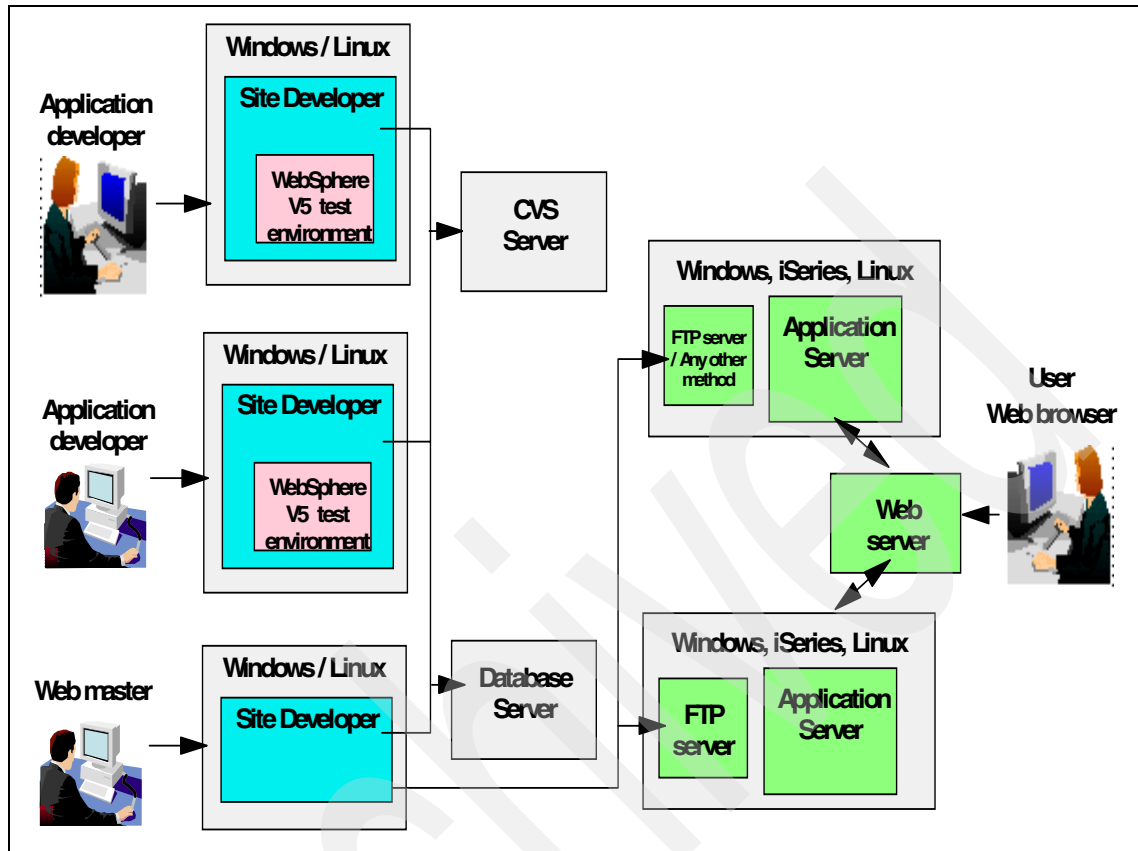 Windows / Linux
Site Developer
Application
developer
WebSphere
V5 test
environment
CVS
Server
Windows / Linux
Site Developer
Application
developer
WebSphere
V5 test
environment
Windows, iSeries, Linux
FTP server
/ Any other
method
Application
Server
User
Web browser
Web
server
Windows / Linux
Web master
Site Developer
Database
Server
Windows, iSeries, Linux
FTP
server
Application
Server